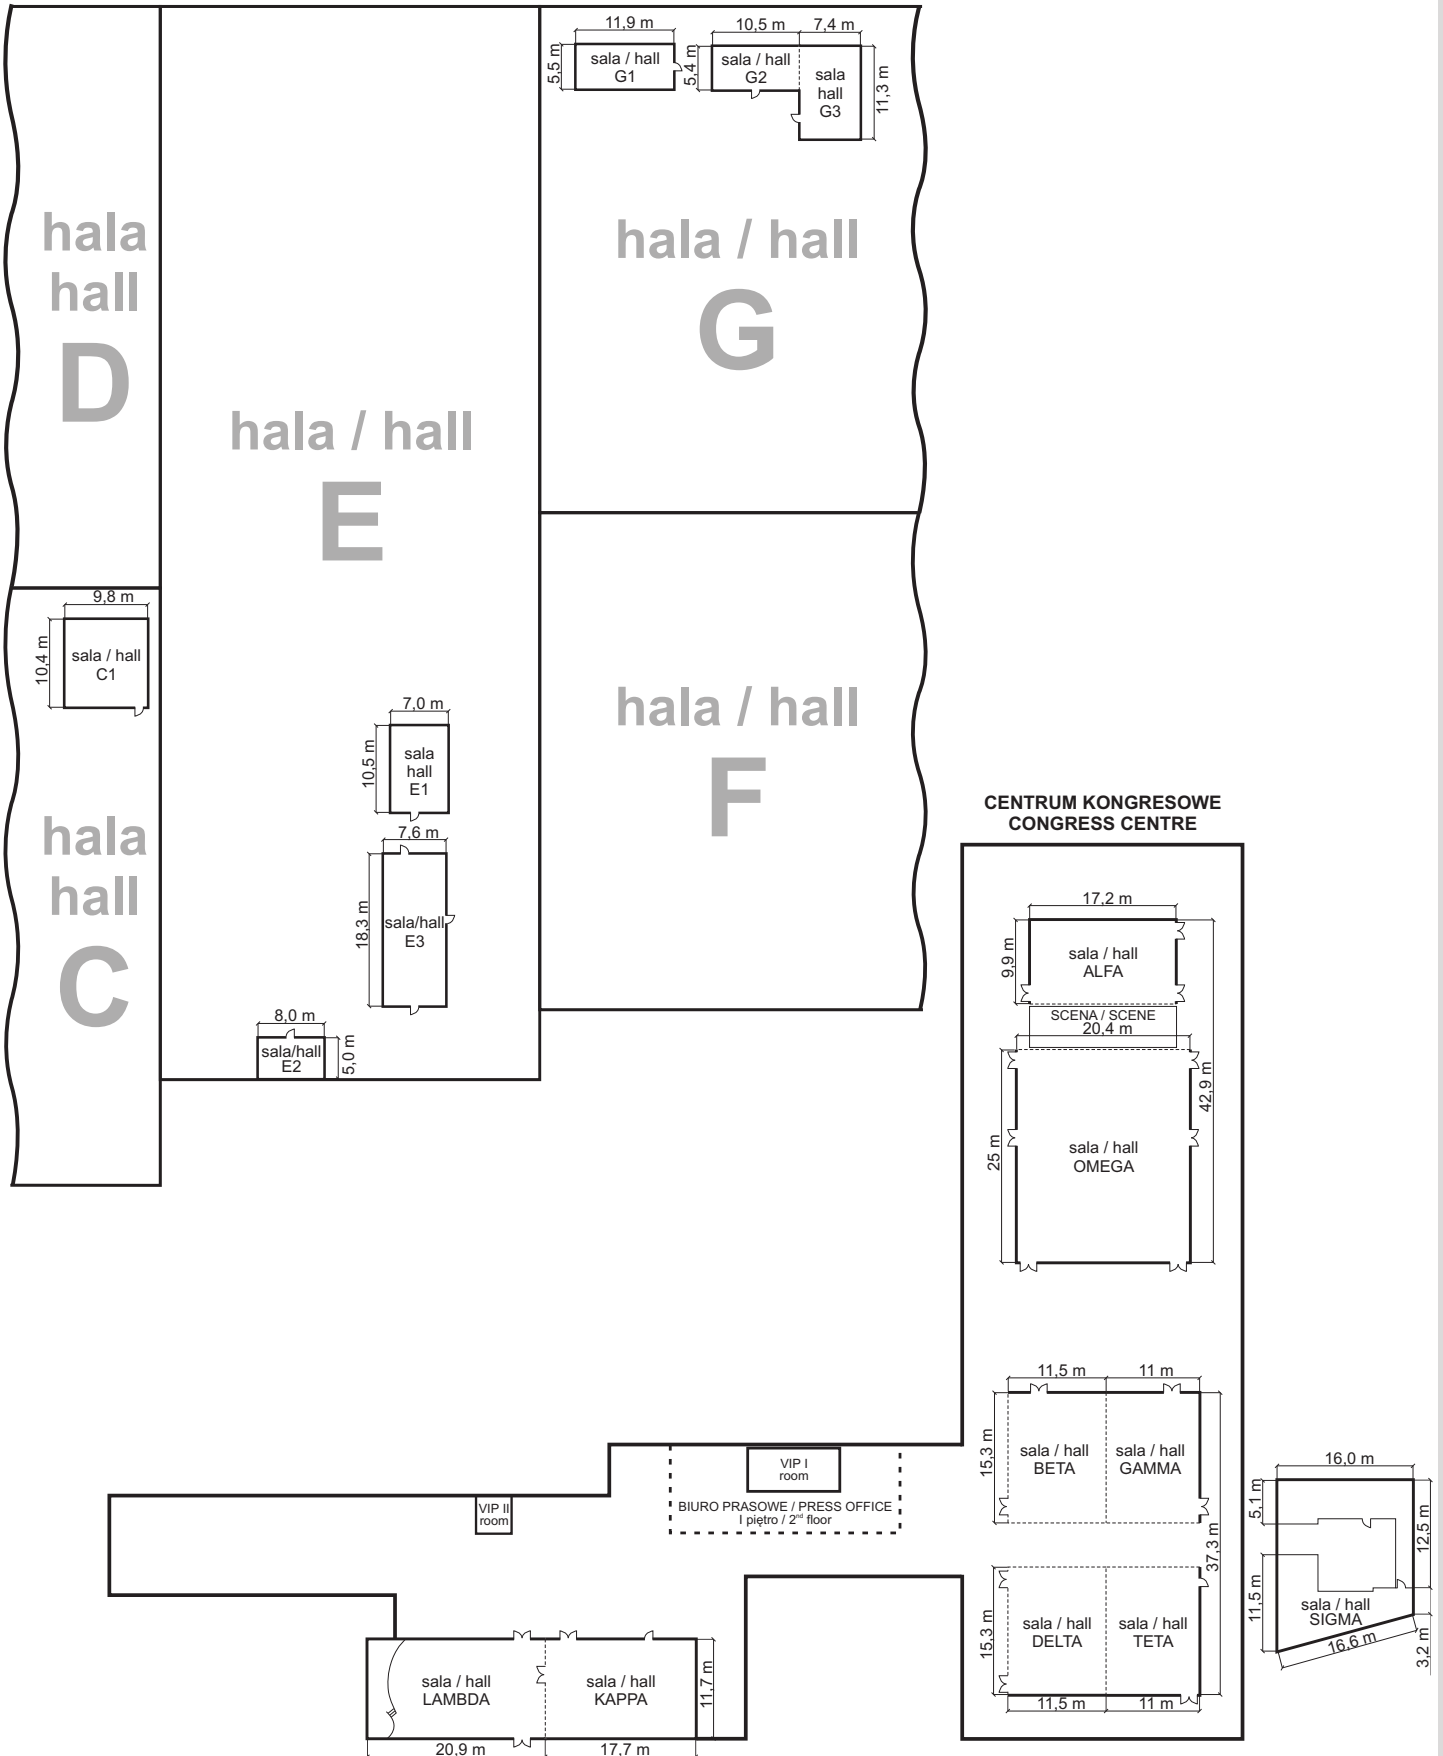 11,9 m
5,5 m
sala / hall
G1
10,5 m
7,4 m
5,4 m
sala / hall
G2
sala
hall
G3
11,3 m
hala
hall
D
hala / hall
E
hala / hall
G
9,8 m
10,4 m
sala / hall
C1
hala
hall
C
7,0 m
10,5 m
sala
hall
E1
7,6 m
18,3 m
sala/hall
E3
8,0 m
sala/hall
E2
5,0 m
hala / hall
F
CENTRUM KONGRESOWE
CONGRESS CENTRE
17,2 m
9,9 m
sala / hall
ALFA
SCENA / SCENE
20,4 m
42,9 m
25 m
sala / hall
OMEGA
11,5 m
11 m
15,3 m
sala / hall
BETA
sala / hall
GAMMA
37,3 m
15,3 m
sala / hall
DELTA
sala / hall
TETA
11,5 m
11 m
16,0 m
5,1 m
12,5 m
11,5 m
sala / hall
SIGMA
16,6 m
3,2 m
VIP I
room
BIURO PRASOWE / PRESS OFFICE
I piętro / 2nd floor
VIP II
room
sala / hall
LAMBDA
sala / hall
KAPPA
11,7 m
20,9 m
17,7 m